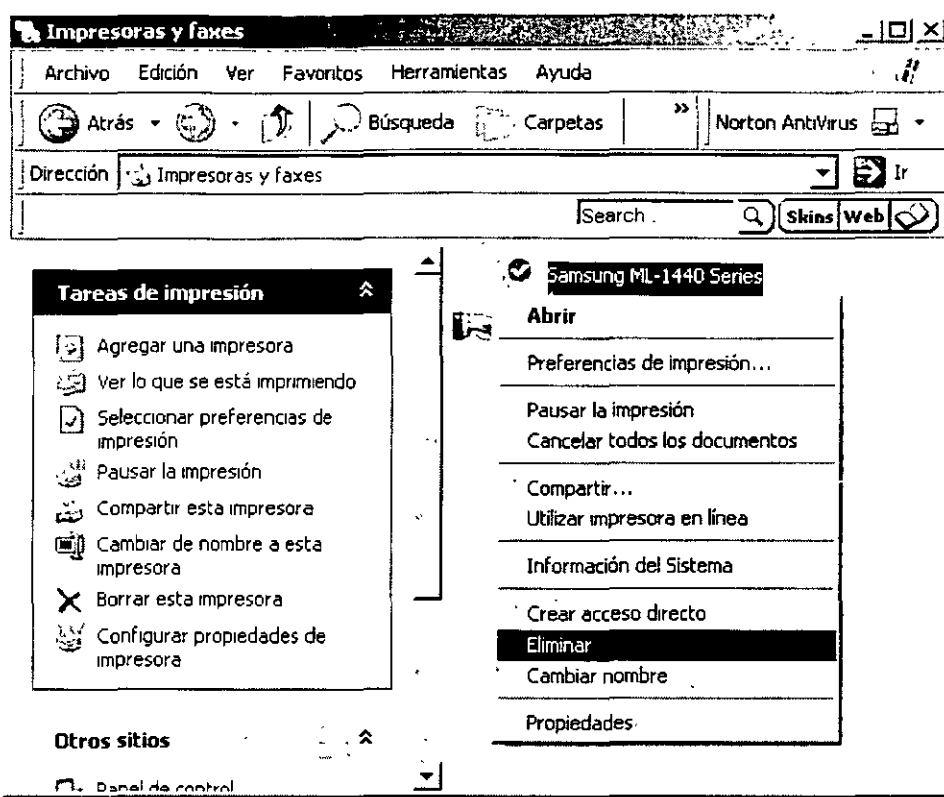 Impresoras y faxes
Archivo Edición Ver Favoritos Herramientas Ayuda
Atrás Búsqueda Carpetas » Norton AntiVirus
Dirección Impresoras y faxes Ir
Search . Skins Web
Tareas de impresión
Agregar una impresora
Ver lo que se está imprimiendo
Seleccionar preferencias de
impresión
Pausar la impresión
Compartir esta impresora
Cambiar de nombre a esta
impresora
Borrar esta impresora
Configurar propiedades de
impresora
Otros sitios
Panel de control
Samsung ML-1440 Series
Abrir
Preferencias de impresión...
Pausar la impresión
Cancelar todos los documentos
Compartir...
Utilizar impresora en línea
Información del Sistema
Crear acceso directo
Eliminar
Cambiar nombre
Propiedades